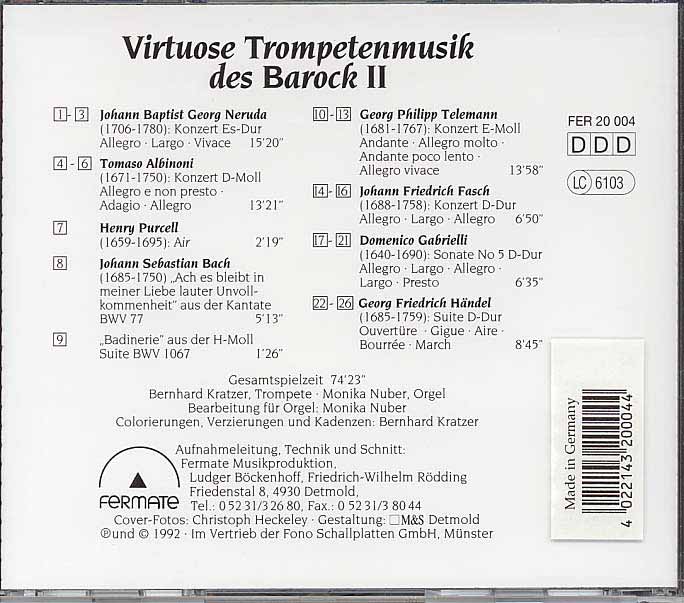 Virtuose Trompetenmusik
des Barock II
1 - 3 Johann Baptist Georg Neruda
(1706-1780): Konzert Es-Dur
Allegro · Largo · Vivace 15'20"
4 - 6 Tomaso Albinoni
(1671-1750): Konzert D-Moll
Allegro e non presto ·
Adagio · Allegro 13'21"
7 Henry Purcell
(1659-1695): Air 2'19"
8 Johann Sebastian Bach
(1685-1750) „Ach es bleibt in
meiner Liebe lauter Unvoll-
kommenheit" aus der Kantate
BWV 77 5'13"
9 „Badinerie" aus der H-Moll
Suite BWV 1067 1'26"
10 - 13 Georg Philipp Telemann
(1681-1767): Konzert E-Moll
Andante · Allegro molto ·
Andante poco lento ·
Allegro vivace 13'58"
14 - 16 Johann Friedrich Fasch
(1688-1758): Konzert D-Dur
Allegro · Largo · Allegro 6'50"
17 - 21 Domenico Gabrielli
(1640-1690): Sonate No 5 D-Dur
Allegro · Largo · Allegro ·
Largo · Presto 6'35"
22 - 26 Georg Friedrich Händel
(1685-1759): Suite D-Dur
Ouvertüre · Gigue · Aire ·
Bourrée · March 8'45"
FER 20 004
D D D
LC 6103
Gesamtspielzeit 74'23"
Bernhard Kratzer, Trompete · Monika Nuber, Orgel
Bearbeitung für Orgel: Monika Nuber
Colorierungen, Verzierungen und Kadenzen: Bernhard Kratzer
FERMATE
Aufnahmeleitung, Technik und Schnitt:
Fermate Musikproduktion,
Ludger Böckenhoff, Friedrich-Wilhelm Rödding
Friedenstal 8, 4930 Detmold,
Tel.: 0 52 31/3 26 80, Fax.: 0 52 31/3 80 44
Cover-Fotos: Christoph Heckeley · Gestaltung: □M&S Detmold
℗und © 1992 · Im Vertrieb der Fono Schallplatten GmbH, Münster
Made in Germany
4 022143 200044